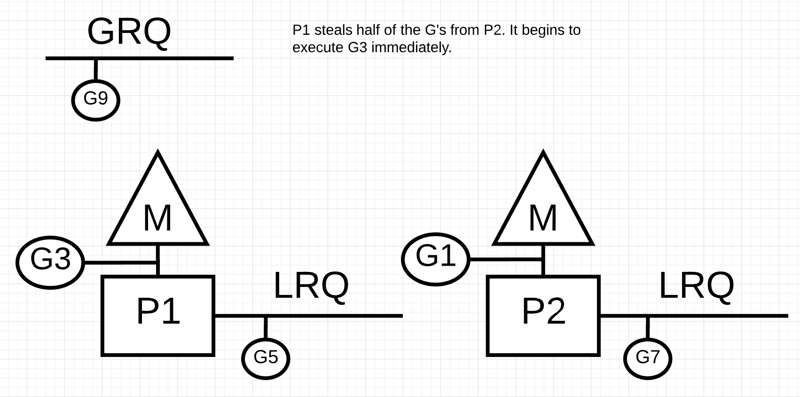 GRQ
P1 steals half of the G's from P2. It begins to
execute G3 immediately.
G9
M
M
G3
G1
P1
LRQ
P2
LRQ
G5
G7